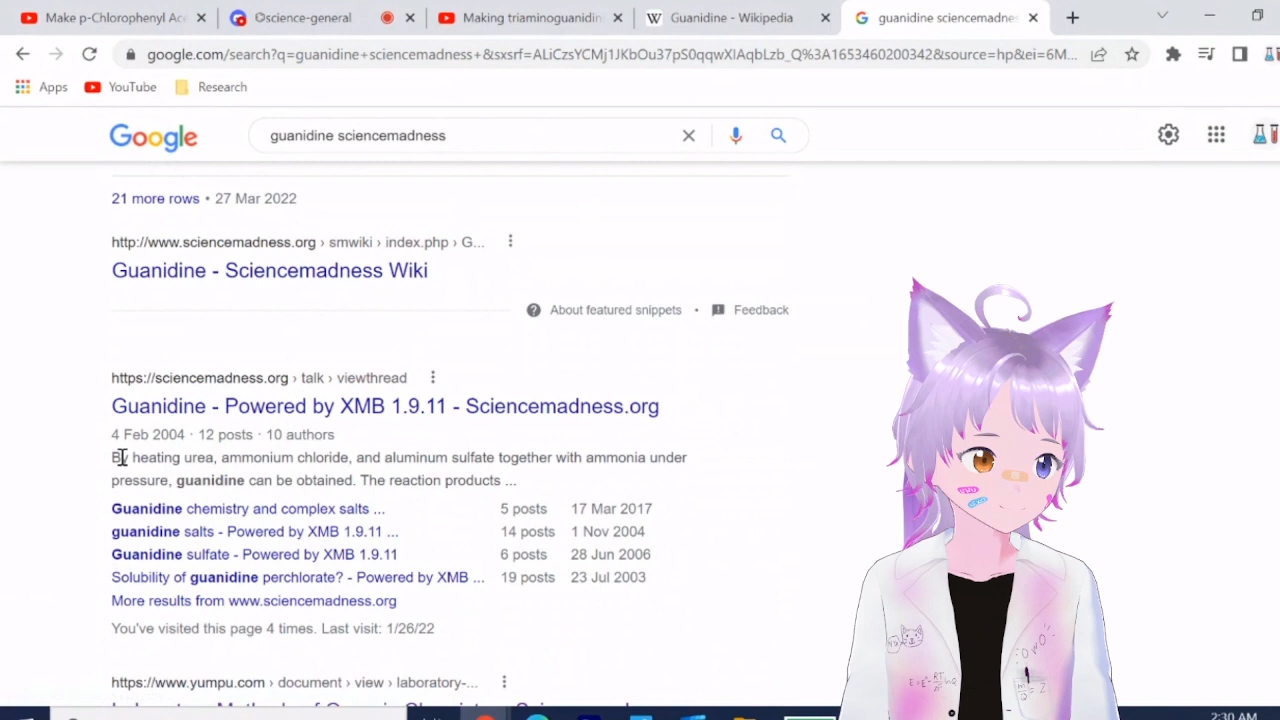 Make p-Chlorophenyl Ace
science-general
Making triaminoguanidin
Guanidine - Wikipedia
guanidine sciencemadnes
google.com/search?q=guanidine+sciencemadness+&sxsrf=ALiCzsYCMj1JKbOu37pS0qqwXIAqbLzb_Q%3A1653460200342&source=hp&ei=6M...
Apps
YouTube
Research
Google
guanidine sciencemadness
21 more rows • 27 Mar 2022
http://www.sciencemadness.org › smwiki › index.php › G...
Guanidine - Sciencemadness Wiki
About featured snippets • Feedback
https://sciencemadness.org › talk › viewthread
Guanidine - Powered by XMB 1.9.11 - Sciencemadness.org
4 Feb 2004 · 12 posts · 10 authors
By heating urea, ammonium chloride, and aluminum sulfate together with ammonia under
pressure, guanidine can be obtained. The reaction products ...
Guanidine chemistry and complex salts ... 5 posts 17 Mar 2017
guanidine salts - Powered by XMB 1.9.11 ... 14 posts 1 Nov 2004
Guanidine sulfate - Powered by XMB 1.9.11 6 posts 28 Jun 2006
Solubility of guanidine perchlorate? - Powered by XMB ... 19 posts 23 Jul 2003
More results from www.sciencemadness.org
You've visited this page 4 times. Last visit: 1/26/22
https://www.yumpu.com › document › view › laboratory-...
2:30 AM